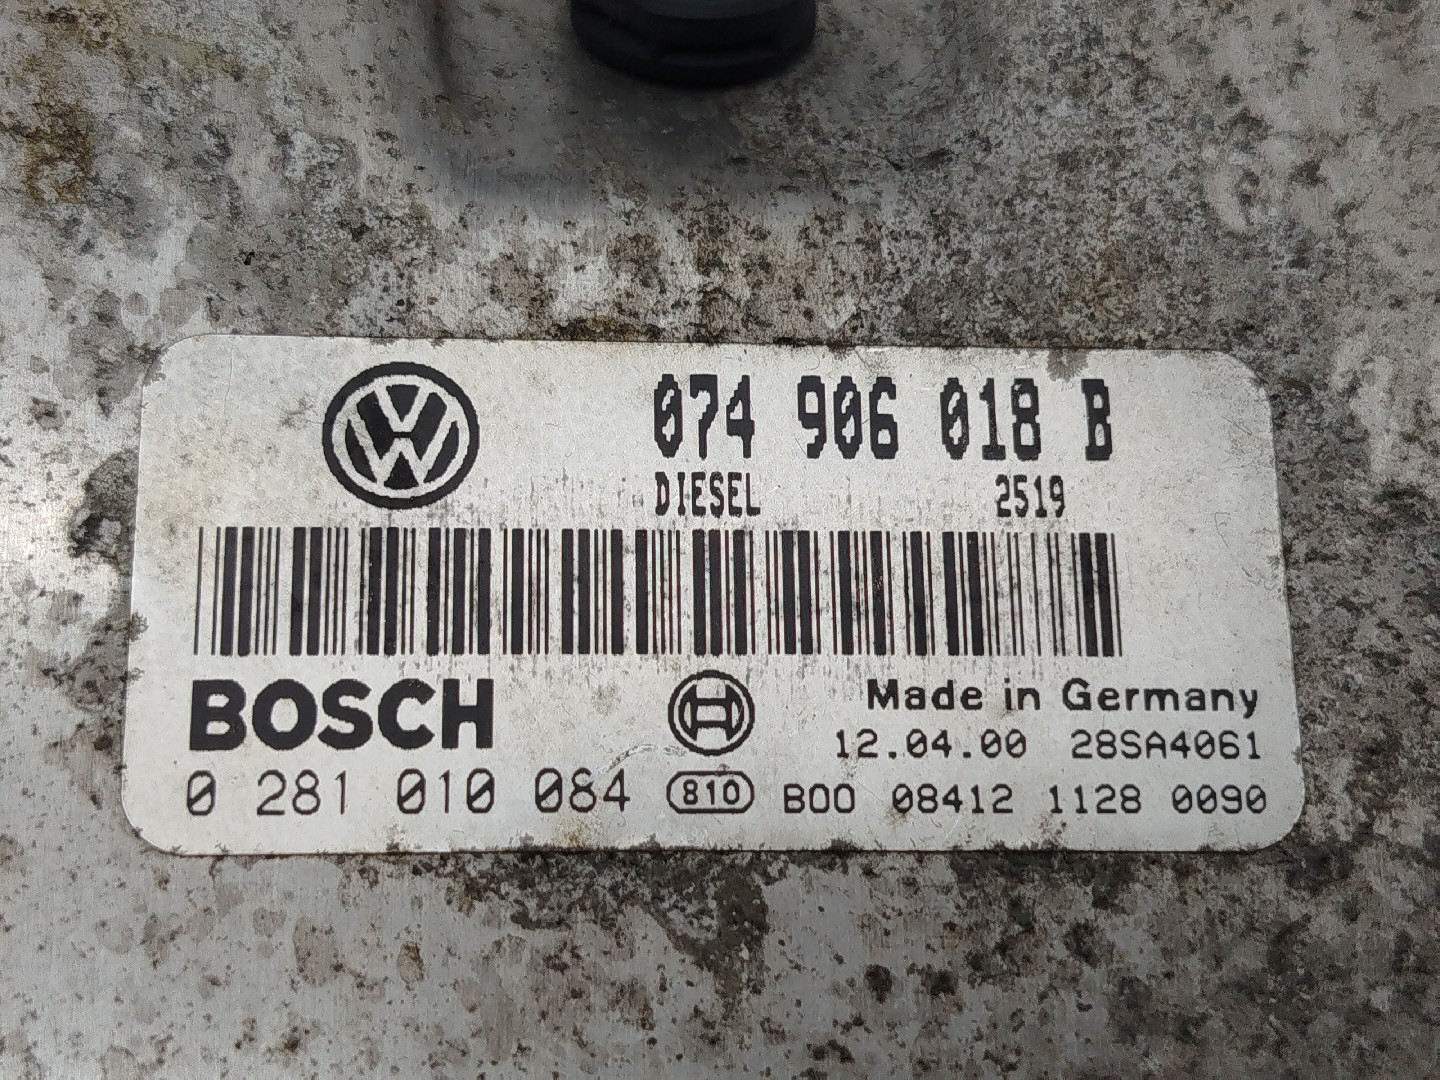 074 906 018 B
DIESEL 2519
BOSCH
Made in Germany
12.04.00 28SA4061
0 281 010 084 810 B00 08412 1128 0090